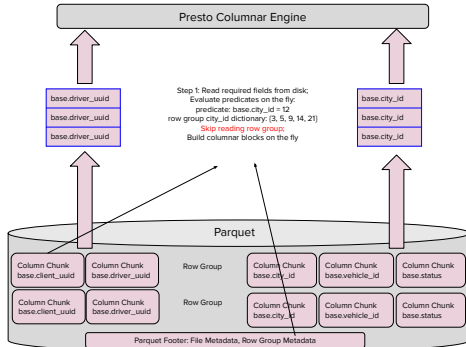 Presto Columnar Engine
base.driver_uuid
base.driver_uuid
base.driver_uuid
Step 1: Read required fields from disk;
Evaluate predicates on the fly:
predicate: base.city_id = 12
row group city_id dictionary: {3, 5, 9, 14, 21}
Skip reading row group;
Build columnar blocks on the fly
base.city_id
base.city_id
base.city_id
Parquet
Column Chunk
base.client_uuid
Column Chunk
base.driver_uuid
Row Group
Column Chunk
base.city_id
Column Chunk
base.vehicle_id
Column Chunk
base.status
Column Chunk
base.client_uuid
Column Chunk
base.driver_uuid
Row Group
Column Chunk
base.city_id
Column Chunk
base.vehicle_id
Column Chunk
base.status
Parquet Footer: File Metadata, Row Group Metadata